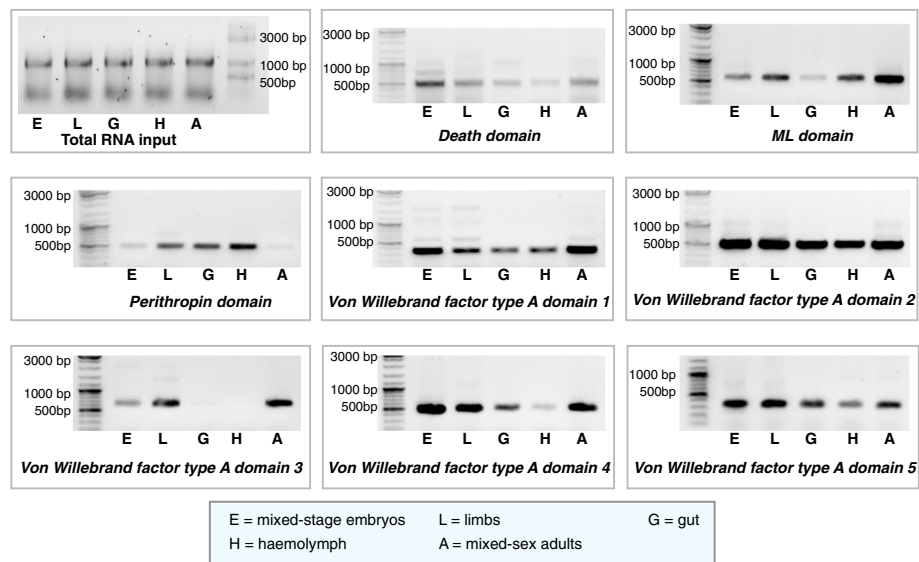 3000 bp
1000 bp
500bp
E L G H A
Total RNA input
3000 bp
1000 bp
500bp
E L G H A
Death domain
3000 bp
1000 bp
500bp
E L G H A
ML domain
3000 bp
1000 bp
500bp
E L G H A
Perithropin domain
3000 bp
1000 bp
500bp
E L G H A
Von Willebrand factor type A domain 1
3000 bp
1000 bp
500bp
E L G H A
Von Willebrand factor type A domain 2
3000 bp
1000 bp
500bp
E L G H A
Von Willebrand factor type A domain 3
3000 bp
1000 bp
500bp
E L G H A
Von Willebrand factor type A domain 4
1000 bp
500bp
E L G H A
Von Willebrand factor type A domain 5
E = mixed-stage embryos L = limbs G = gut
H = haemolymph A = mixed-sex adults